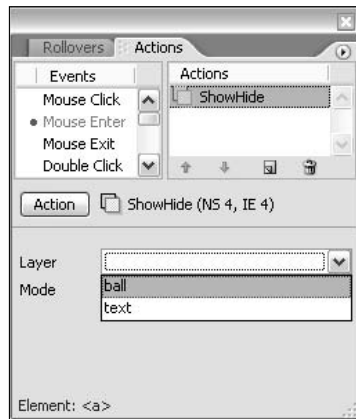 Rollovers Actions
Events Actions
Mouse Click ShowHide
Mouse Enter
Mouse Exit
Double Click
Action ShowHide (NS 4, IE 4)
Layer
ball
Mode
text
Element: <a>